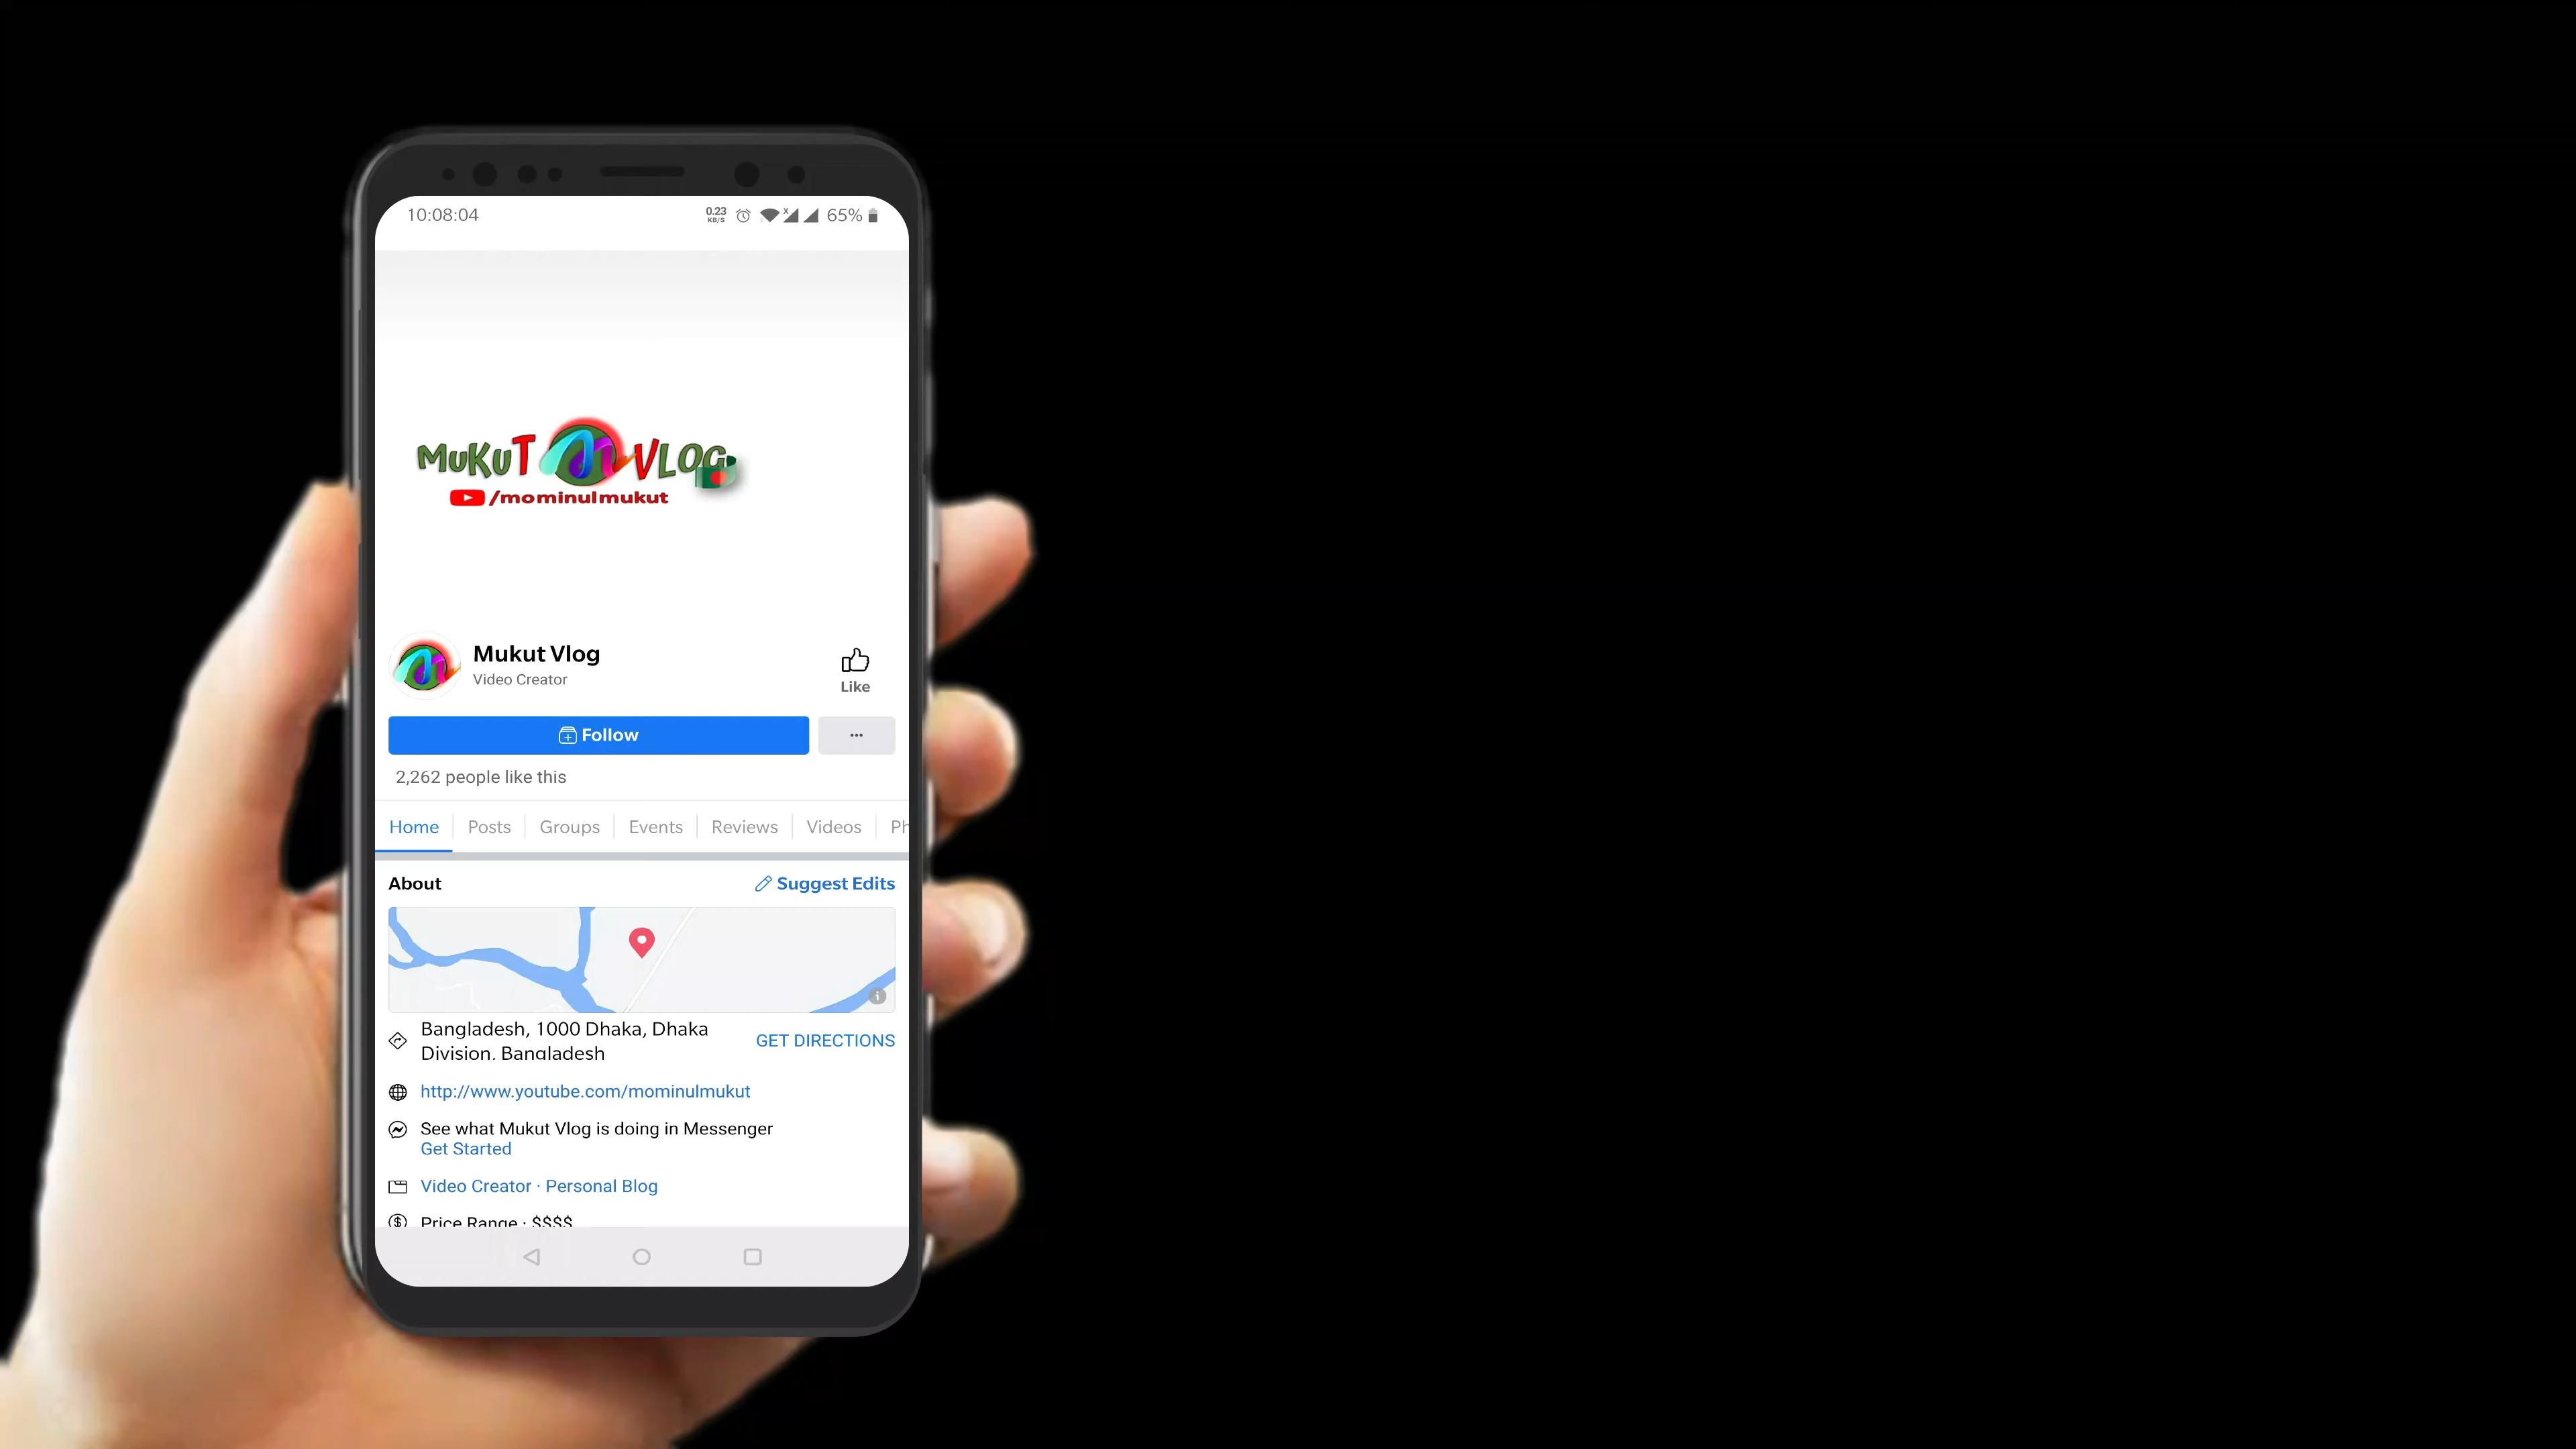 10:08:04
0.23
KB/S
X
65%
MuKuT VLOG
/mominulmukut
Mukut Vlog
Video Creator
Like
Follow
2,262 people like this
Home Posts Groups Events Reviews Videos Ph
About
Suggest Edits
Bangladesh, 1000 Dhaka, Dhaka
Division, Bangladesh
GET DIRECTIONS
http://www.youtube.com/mominulmukut
See what Mukut Vlog is doing in Messenger
Get Started
Video Creator · Personal Blog
Price Range · $$$$